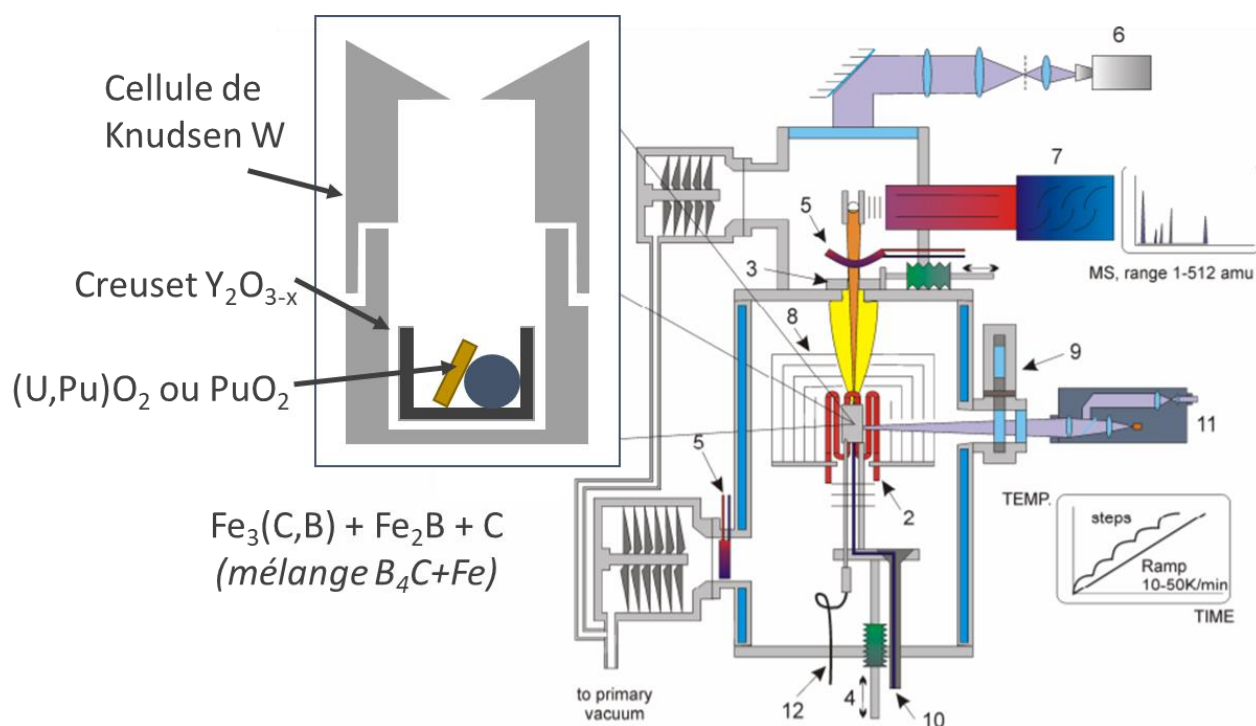 Cellule de
Knudsen W
Creuset Y₂O₃₋ₓ
(U,Pu)O₂ ou PuO₂
Fe₃(C,B) + Fe₂B + C
(mélange B₄C+Fe)
6
7
5
3
MS, range 1-512 amu
8
9
11
5
2
TEMP.
steps
Ramp
10-50K/min
TIME
to primary
vacuum
12
4
10